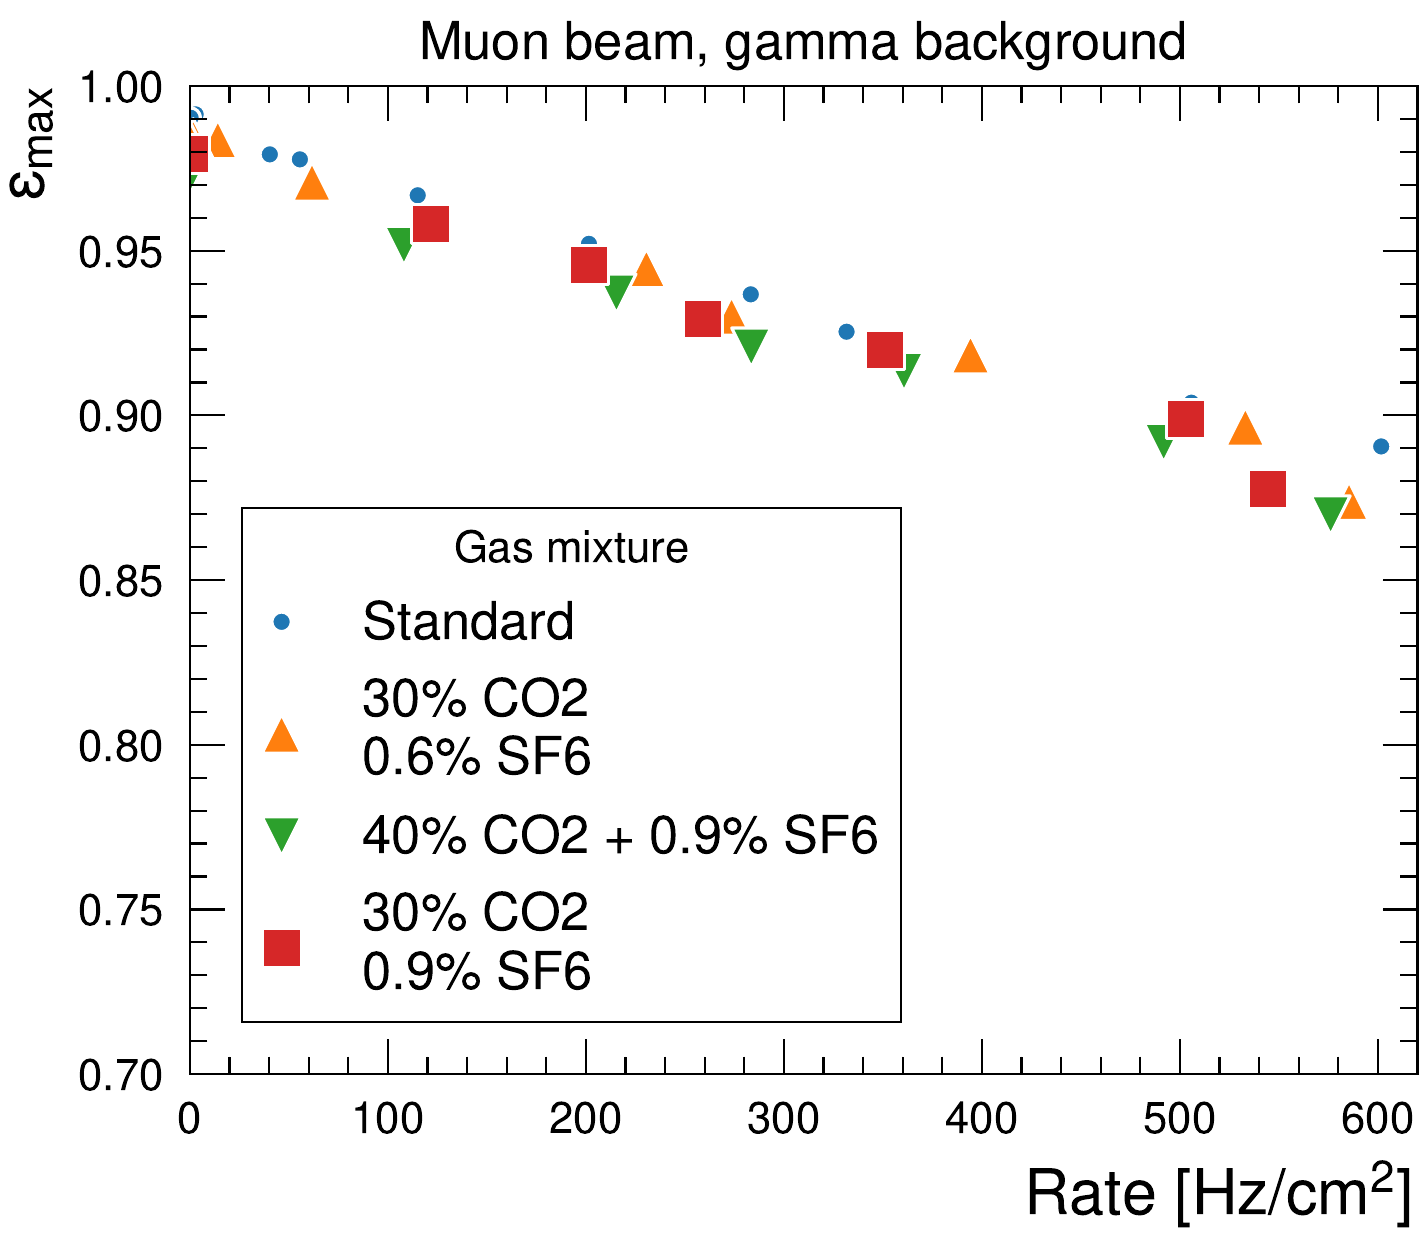 Muon beam, gamma background
εmax
1.00
0.95
0.90
0.85
0.80
0.75
0.70
Gas mixture
Standard
30% CO2
0.6% SF6
40% CO2 + 0.9% SF6
30% CO2
0.9% SF6
0 100 200 300 400 500 600
Rate [Hz/cm²]